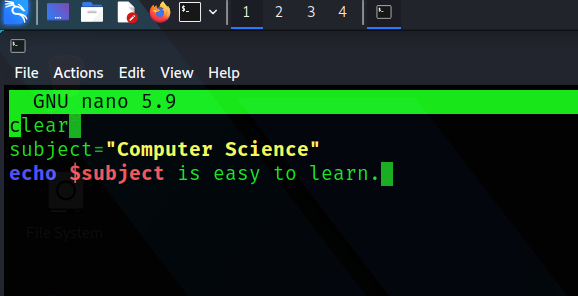 1 2 3 4
File Actions Edit View Help
GNU nano 5.9
clear
subject="Computer Science"
echo $subject is easy to learn.
File System